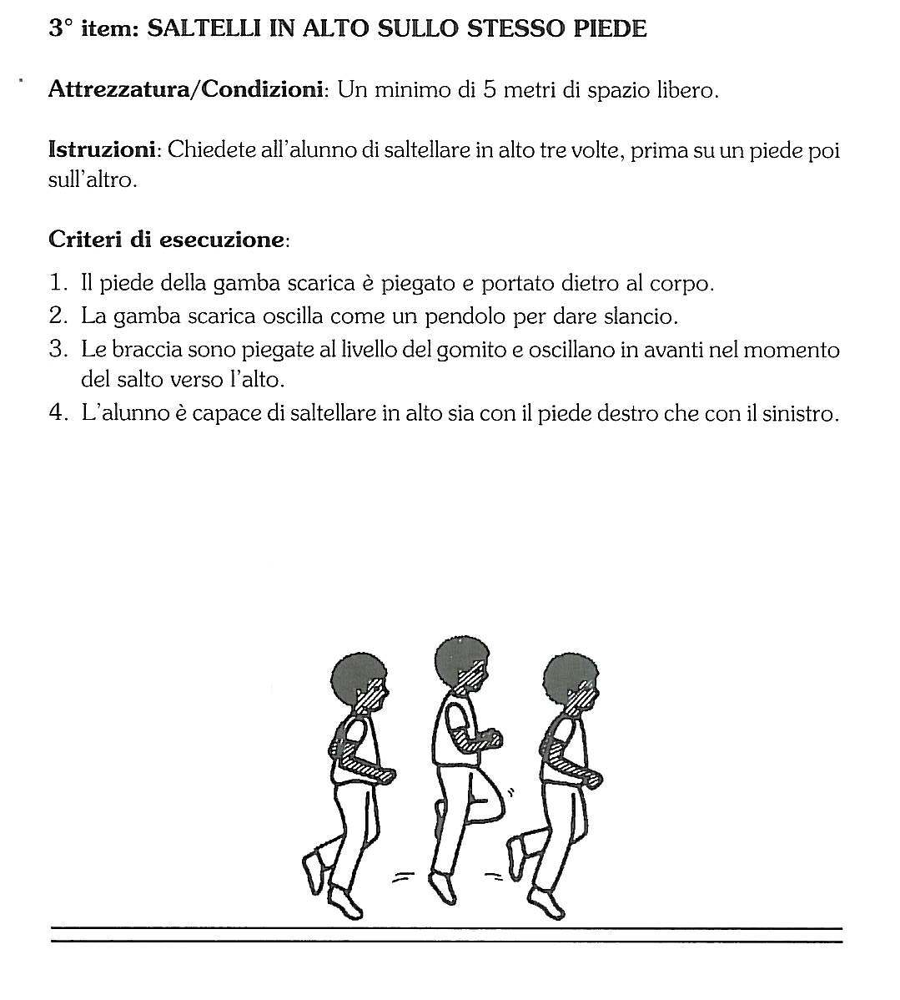 3° item: SALTELLI IN ALTO SULLO STESSO PIEDE
Attrezzatura/Condizioni: Un minimo di 5 metri di spazio libero.
Istruzioni: Chiedete all'alunno di saltellare in alto tre volte, prima su un piede poi
sull'altro.
Criteri di esecuzione:
1. Il piede della gamba scarica è piegato e portato dietro al corpo.
2. La gamba scarica oscilla come un pendolo per dare slancio.
3. Le braccia sono piegate al livello del gomito e oscillano in avanti nel momento
del salto verso l'alto.
4. L'alunno è capace di saltellare in alto sia con il piede destro che con il sinistro.